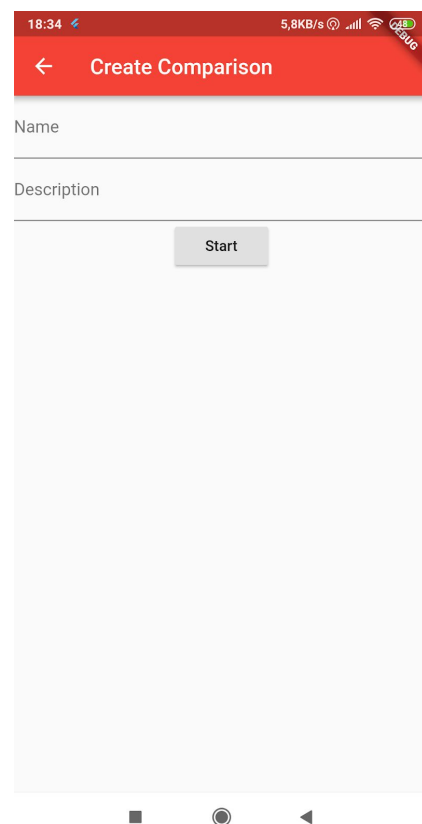 18:34 5,8KB/s 48
DEBUG
Create Comparison
Name
Description
Start